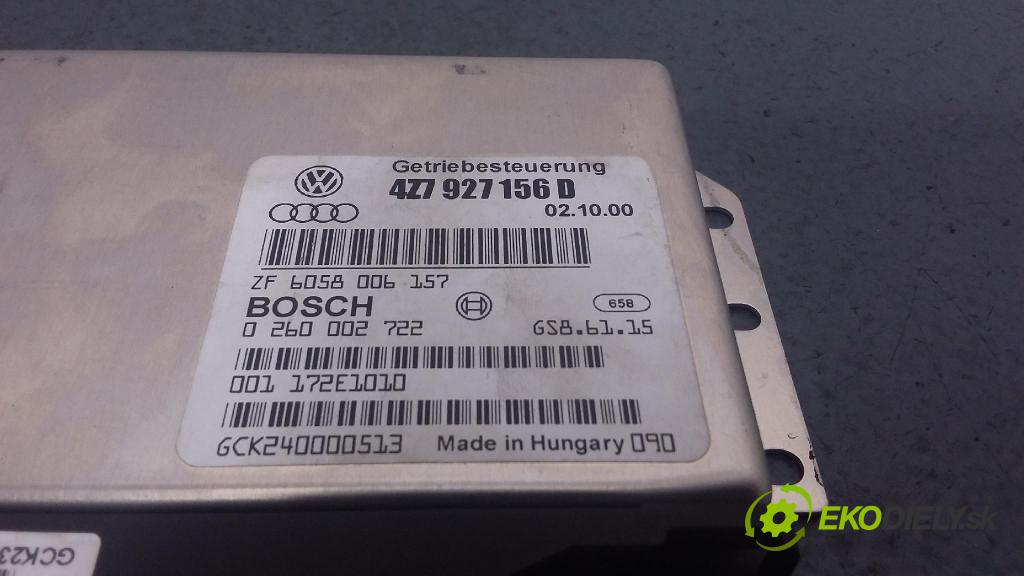 Getriebesteuerung
4Z7 927 156 D
02.10.00
ZF 6058 006 157
BOSCH
658
0 260 002 722
GS8.61.15
001 172E1010
GCK240000513
Made in Hungary 090
GCK23
EKODIELY.sk